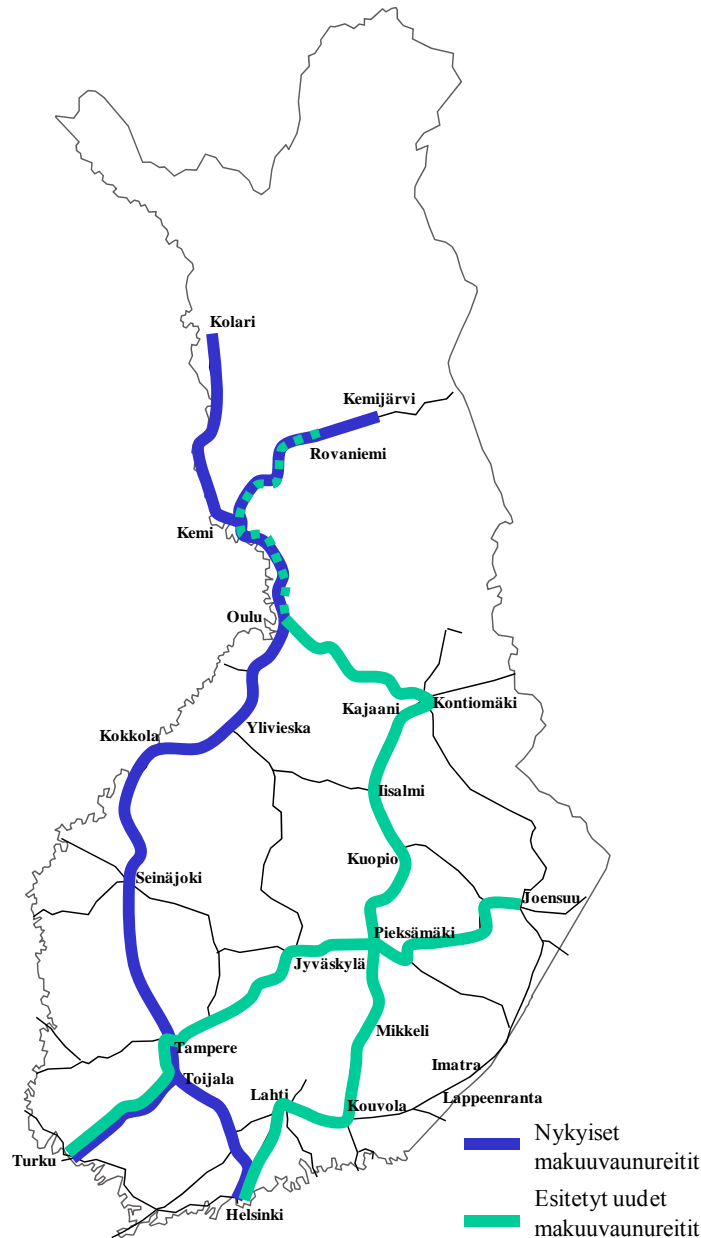 Kolari
Kemijärvi
Rovaniemi
Kemi
Oulu
Kajaani
Kontiomäki
Kokkola
Ylivieska
Iisalmi
Kuopio
Seinäjoki
Joensuu
Pieksämäki
Jyväskylä
Mikkeli
Tampere
Imatra
Toijala
Lahti
Lappeenranta
Kouvola
Turku
Helsinki
Nykyiset
makuuvaunureitit
Esitetyt uudet
makuuvaunureitit